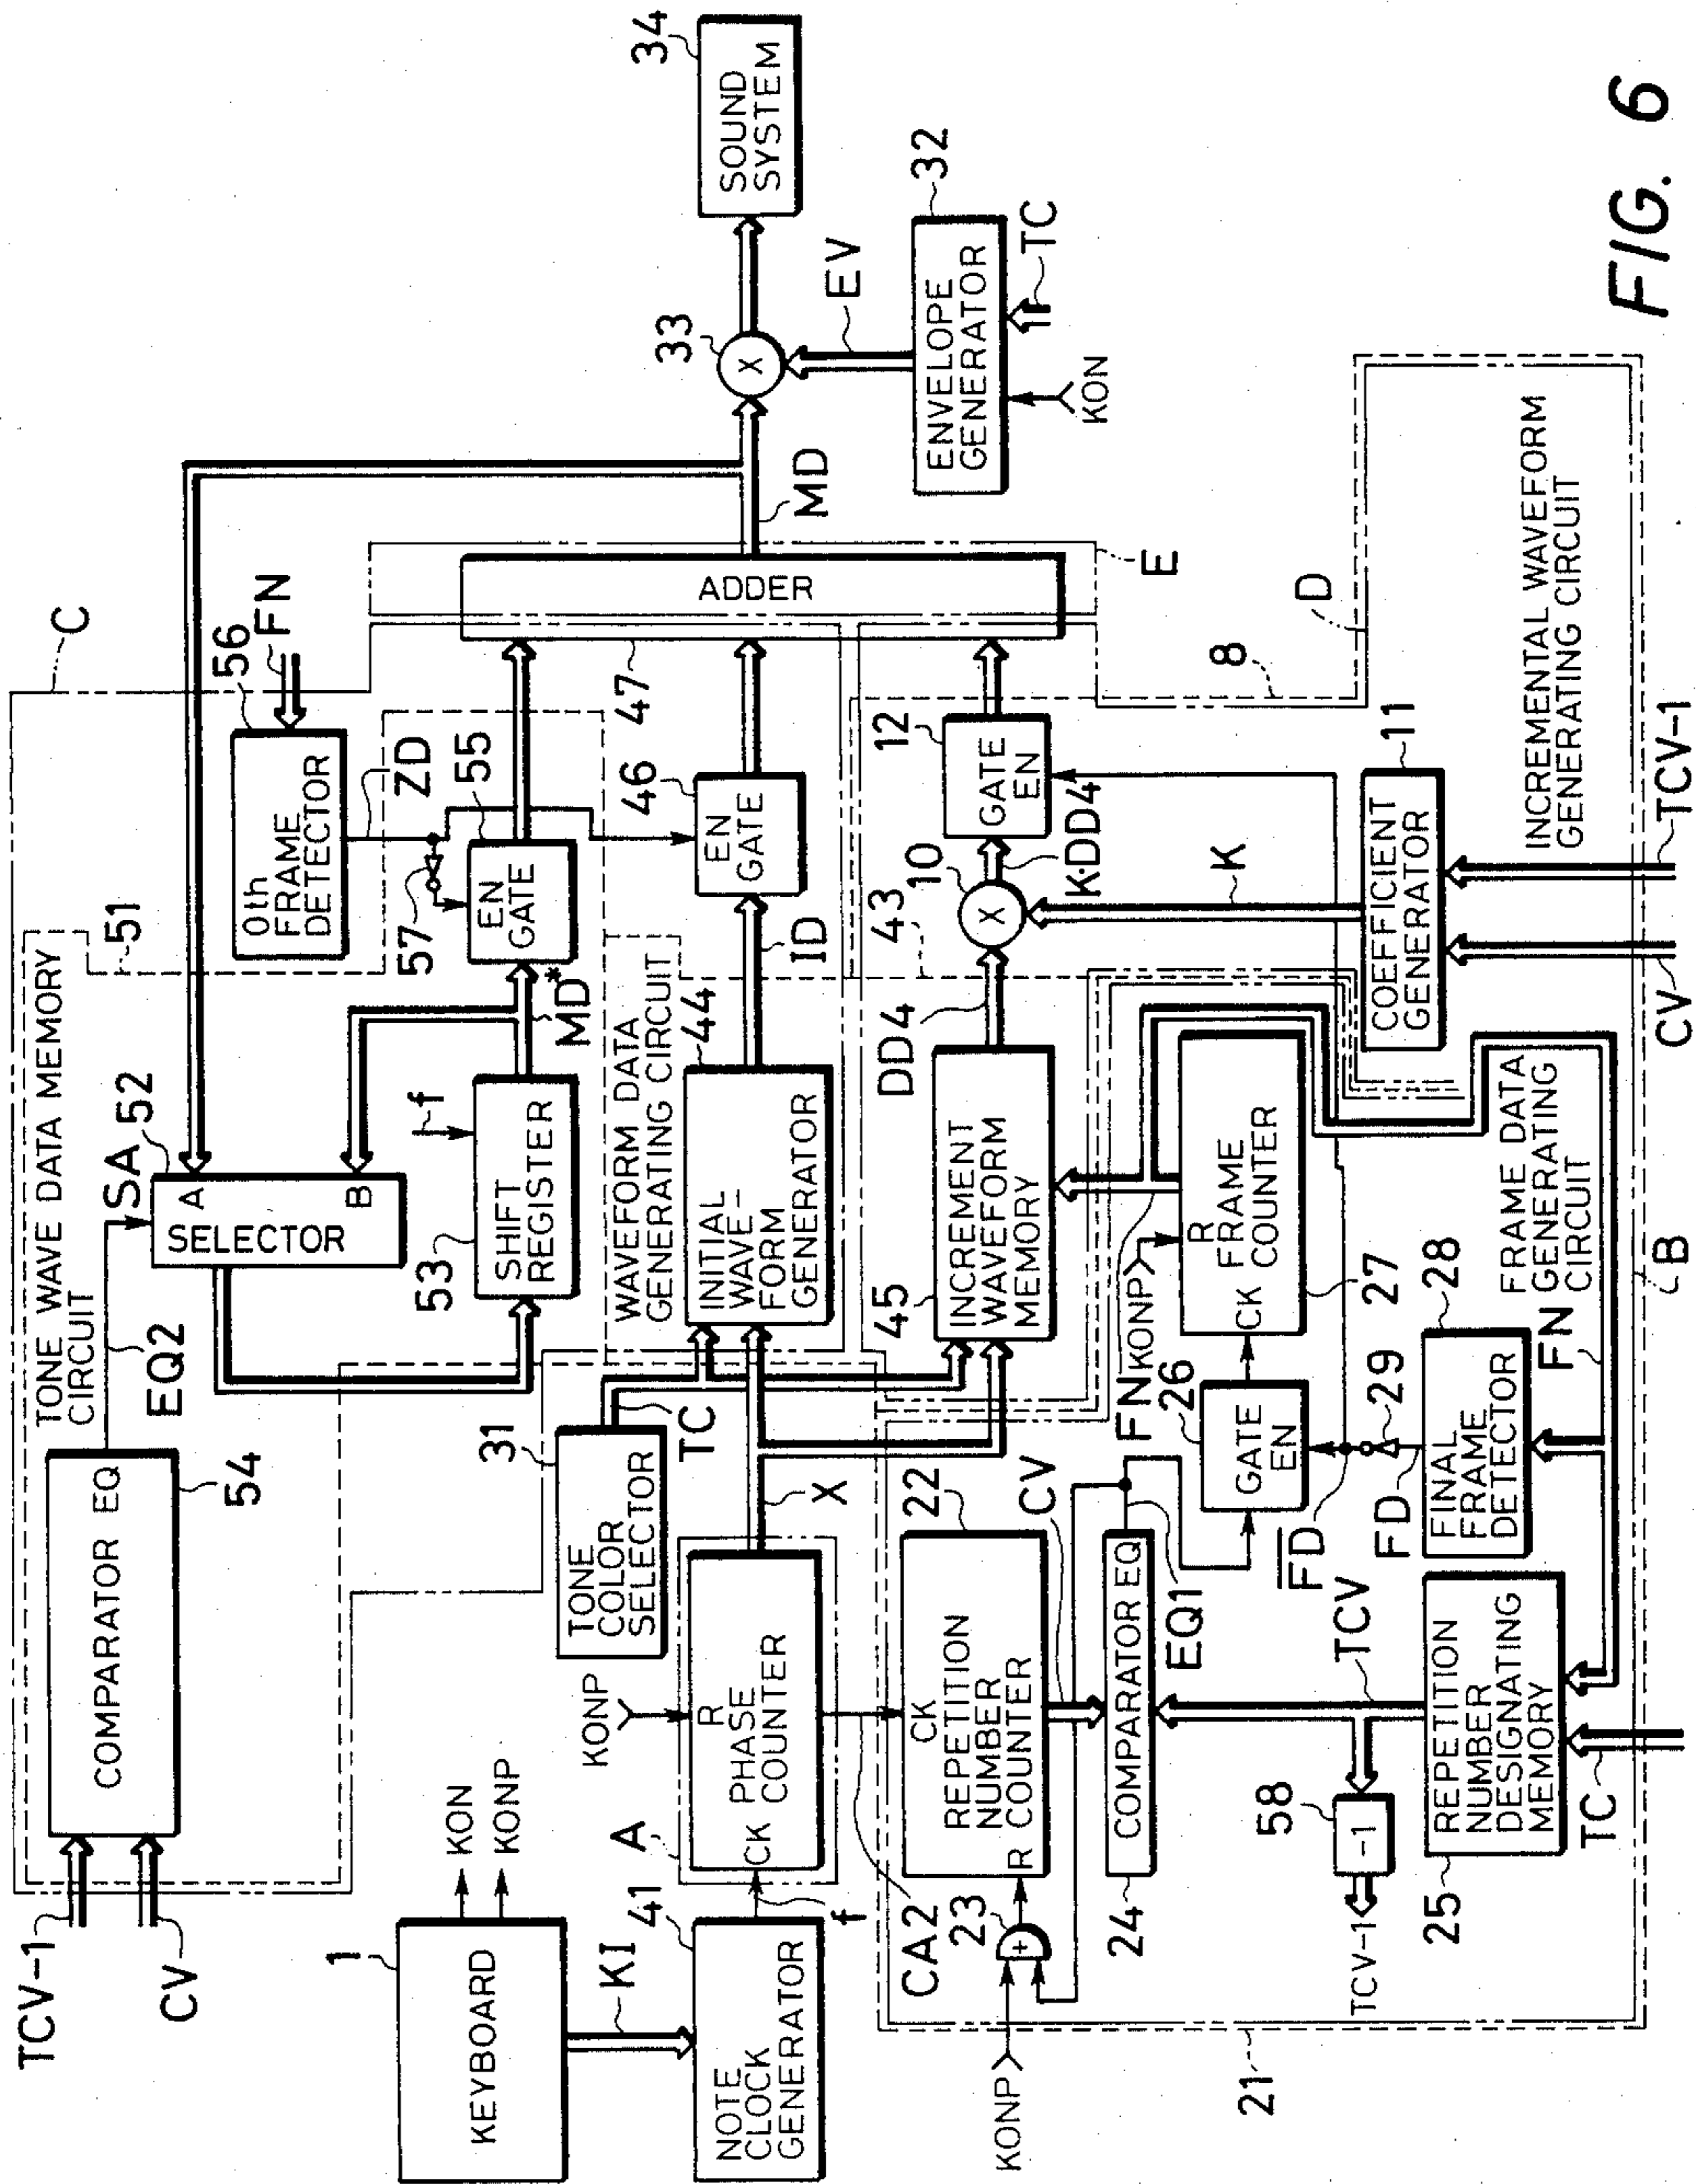 TCV-1
CV
COMPARATOR EQ
54
EQ2
TONE WAVE DATA MEMORY
CIRCUIT
51
SA
52
A
B
SELECTOR
53
SHIFT
REGISTER
f
MD*
57
EN
GATE
55
ZD
0th
FRAME
DETECTOR
56
FN
C
KEYBOARD
1
KON
KONP
KI
41
NOTE
CLOCK
GENERATOR
f
A
KONP
R
CK PHASE
COUNTER
X
31
TONE
COLOR
SELECTOR
TC
WAVEFORM DATA
GENERATING CIRCUIT
44
INITIAL
WAVE-
FORM
GENERATOR
ID
EN
GATE
46
47
ADDER
E
MD
33
X
EV
32
ENVELOPE
GENERATOR
KON
TC
34
SOUND
SYSTEM
45
INCREMENT
WAVEFORM
MEMORY
DD4
43
10
X
K·DD4
12
GATE
EN
8
D
K
11
COEFFICIENT
GENERATOR
CV
TCV-1
INCREMENTAL WAVEFORM
GENERATING CIRCUIT
CA2
KONP
23
+
22
CK
REPETITION
NUMBER
R COUNTER
CV
24
COMPARATOR EQ
EQ1
26
GATE
EN
FN
KONP
R
FRAME
CK COUNTER
27
FD
FD
29
28
FINAL
FRAME
DETECTOR
FN
FRAME DATA
GENERATING
CIRCUIT
B
TCV
58
-1
TCV-1
25
REPETITION
NUMBER
DESIGNATING
MEMORY
TC
21
FIG. 6